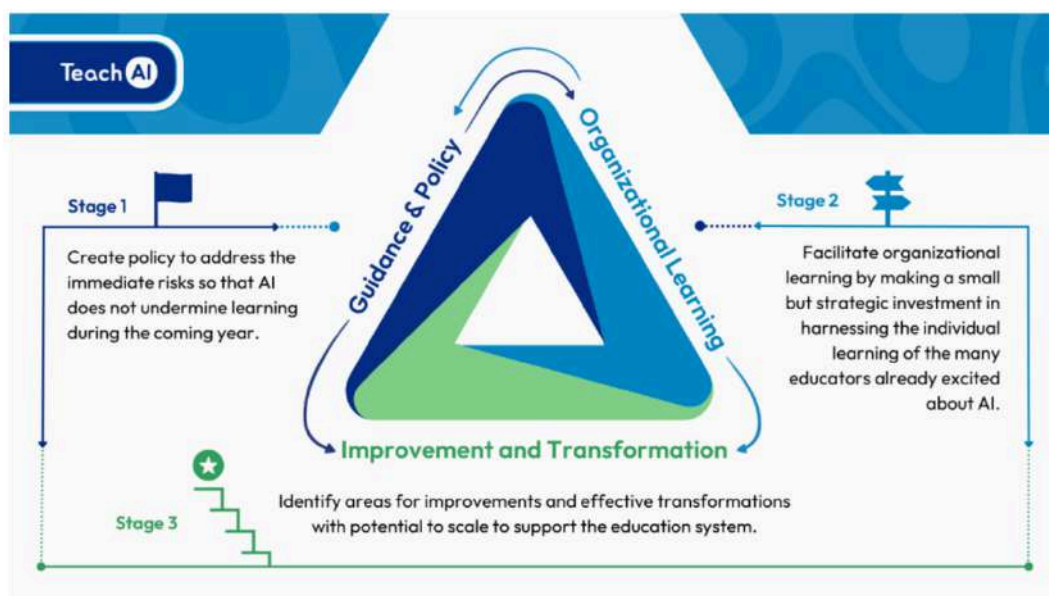 Teach AI
Guidance & Policy
Organizational Learning
Stage 1
Create policy to address the
immediate risks so that AI
does not undermine learning
during the coming year.
Stage 2
Facilitate organizational
learning by making a small
but strategic investment in
harnessing the individual
learning of the many
educators already excited
about AI.
Improvement and Transformation
Stage 3
Identify areas for improvements and effective transformations
with potential to scale to support the education system.